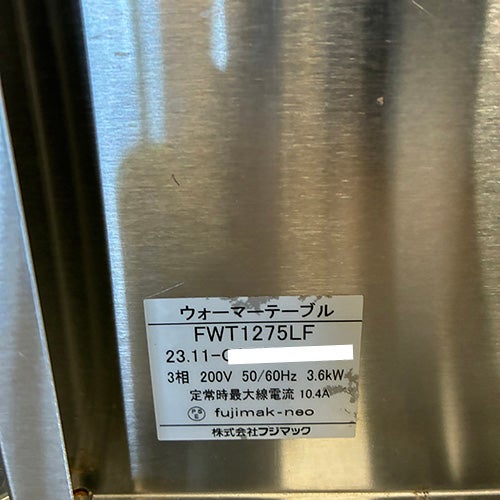 ウォーマーテーブル
FWT1275LF
23.11-
3相 200V 50/60Hz 3.6kW
定常時最大線電流 10.4A
PSE fujimak-neo
株式会社フジマック